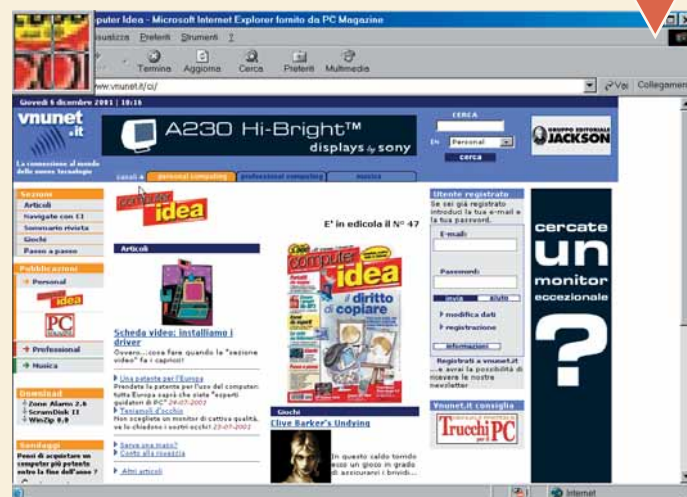 puter Idea - Microsoft Internet Explorer fornito da PC Magazine
sualizza Preferiti Strumenti ?
Termina Aggiorna Cerca Preferiti Multimedia
www.vnunet.it/ci/
Vai Collegamen
Giovedì 6 dicembre 2001 | 10:16
vnunet
.it
La connessione al mondo
delle nuove tecnologie
A230 Hi-Bright™
displays by sony
CERCA
In Personal
cerca
GRUPPO EDITORIALE
JACKSON
canali
personal computing
professional computing
musica
Sezioni
Articoli
Navigate con CI
Sommario rivista
Giochi
Passo a passo
Pubblicazioni
Personal
computer
idea
PC
MAGAZINE
Professional
Musica
Download
Zone Alarm 2.6
ScramDisk II
WinZip 8.0
Sondaggi
Pensi di acquistare un
computer più potente
entro la fine dell'anno ?
computer
idea
E' in edicola il N° 47
Articoli
Scheda video: installiamo i
driver
Ovvero...cosa fare quando la "sezione
video" fa i capricci!
Una patente per l'Europa
Prendete la patente per l'uso del computer:
tutta Europa saprà che siete "esperti
guidatori di PC" 24-07-2001
Teniamoli d'occhio
Non scegliete un monitor di cattiva qualità,
ve lo chiedono i vostri occhi! 23-07-2001
Serve una mano?
Conto alla rovescia
Altri articoli
computer
idea
il diritto
di copiare
Giochi
Clive Barker's Undying
In questo caldo torrido
ecco un gioco in grado
di assicurarvi i brividi...
Utente registrato
Se sei già registrato
introduci la tua e-mail e
la tua password.
E-mail:
Password:
invia aiuto
modifica dati
registrazione
informazioni
Registrati a vnunet.it
...e avrai la possibilità di
ricevere le nostre
newsletter
Vnunet.it consiglia
Trucchi PC
cercate
un
monitor
eccezionale
?
Internet